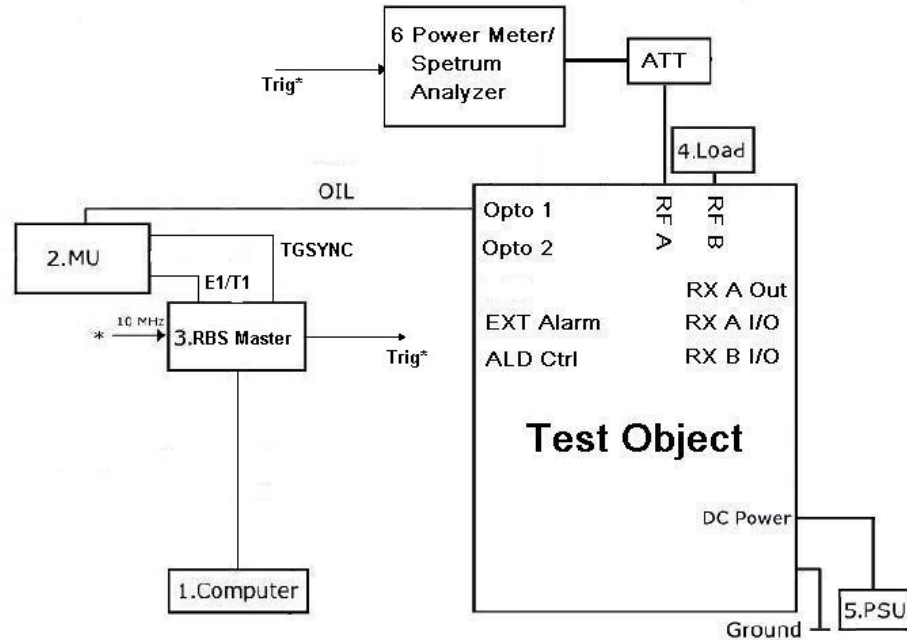 6 Power Meter/
Spetrum
Analyzer
ATT
Trig*
4.Load
OIL
Opto 1
RF A
RF B
2.MU
TGSYNC
Opto 2
E1/T1
RX A Out
* 10 MHz
3.RBS Master
EXT Alarm
RX A I/O
Trig*
ALD Ctrl
RX B I/O
Test Object
DC Power
1.Computer
5.PSU
Ground